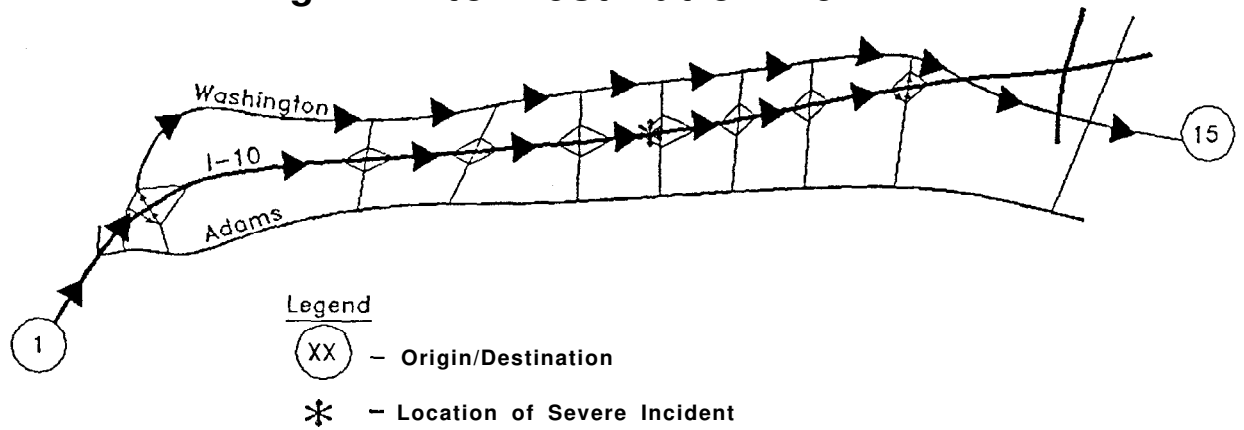 Washington
I-10
Adams
15
1
Legend
XX - Origin/Destination
- Location of Severe Incident